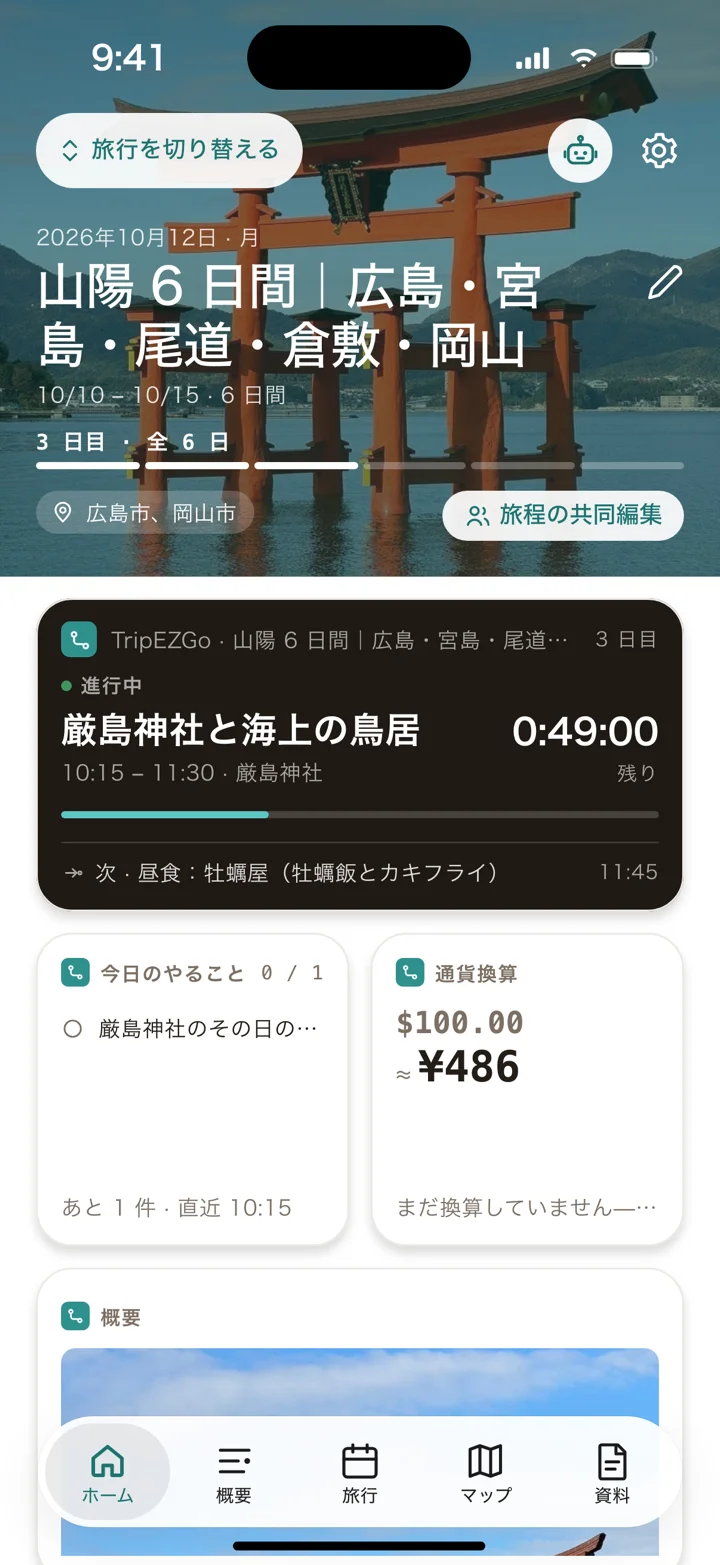 9:41
旅行を切り替える
2026年10月12日 · 月
山陽 6 日間｜広島・宮
島・尾道・倉敷・岡山
10/10 – 10/15 · 6 日間
3 日目 · 全 6 日
広島市、岡山市
旅程の共同編集
TripEZGo · 山陽 6 日間｜広島・宮島・尾道… 3 日目
進行中
厳島神社と海上の鳥居 0:49:00
10:15 – 11:30 · 厳島神社 残り
次 · 昼食：牡蠣屋（牡蠣飯とカキフライ） 11:45
今日のやること 0 / 1
厳島神社のその日の…
あと 1 件 · 直近 10:15
通貨換算
$100.00
≈ ¥486
まだ換算していません—…
概要
ホーム
概要
旅行
マップ
資料